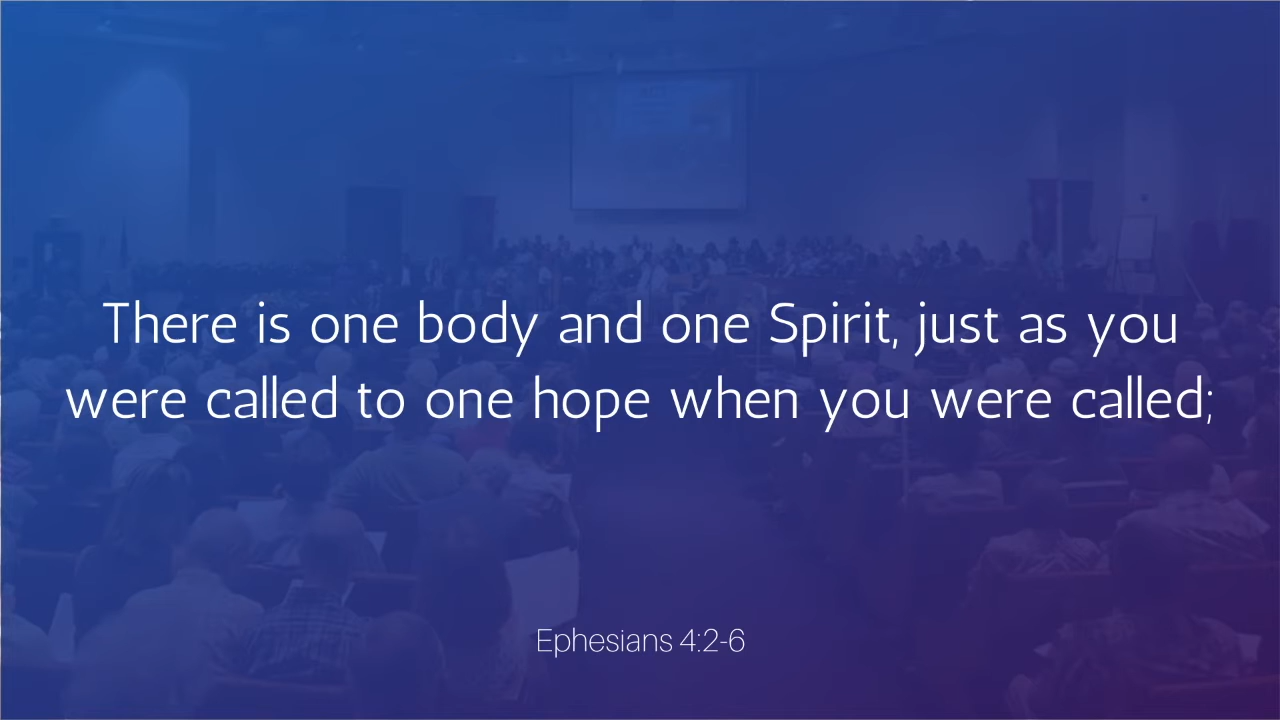 There is one body and one Spirit, just as you
were called to one hope when you were called;
Ephesians 4:2-6